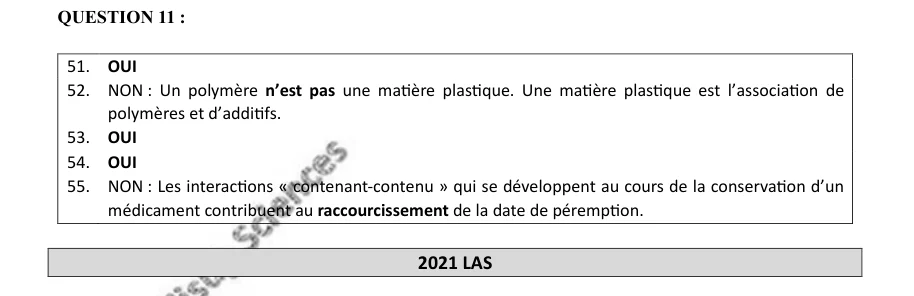 QUESTION 11 :
51. OUI
52. NON : Un polymère n’est pas une matière plastique. Une matière plastique est l’association de
polymères et d’additifs.
53. OUI
54. OUI
55. NON : Les interactions « contenant-contenu » qui se développent au cours de la conservation d’un
médicament contribuent au raccourcissement de la date de péremption.
Sciences
2021 LAS